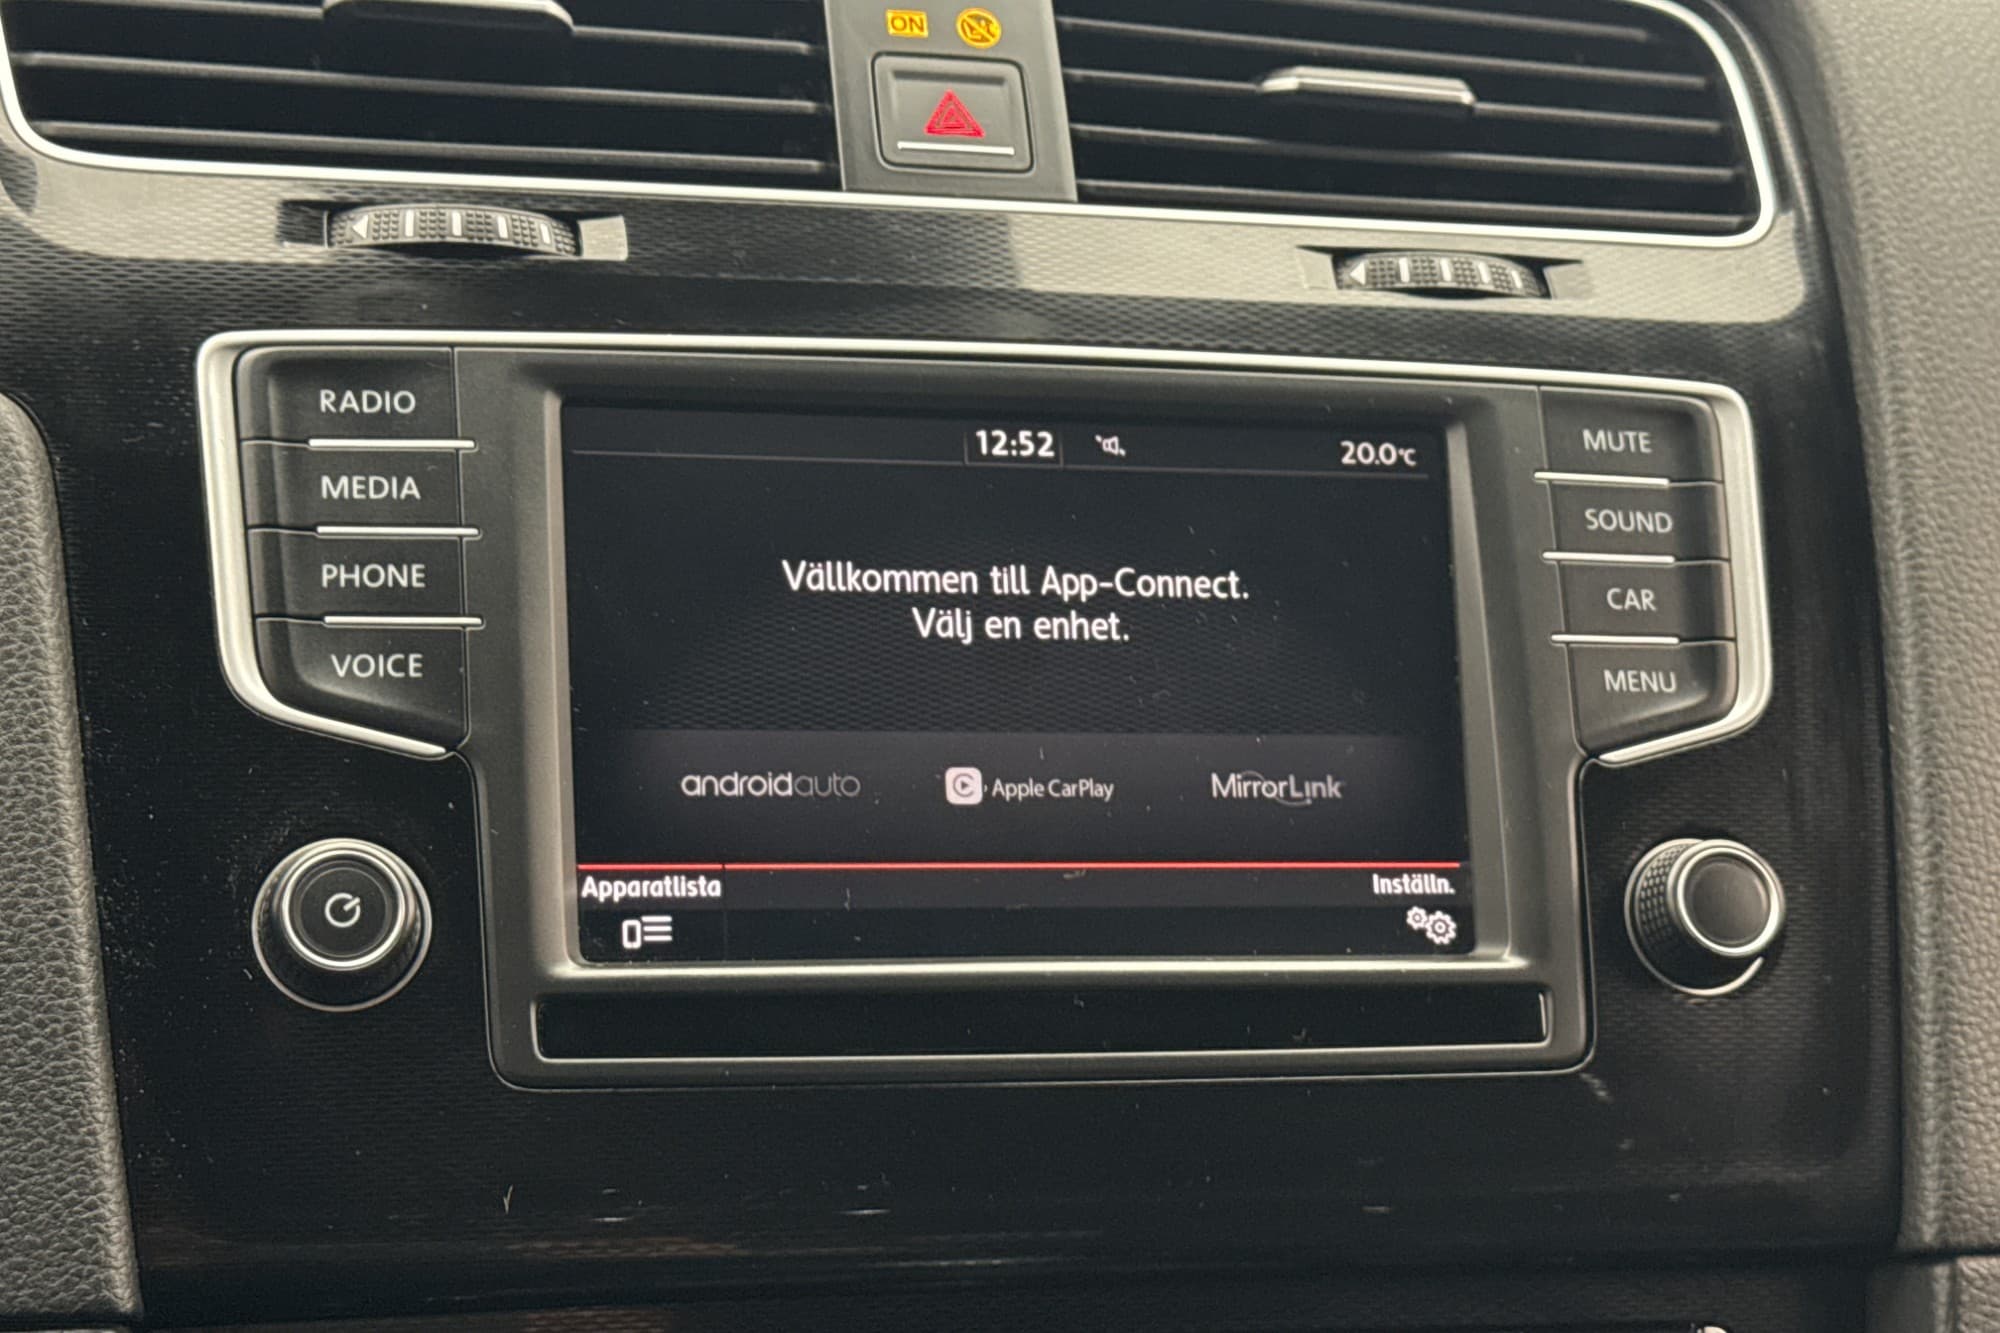 ON
RADIO
MEDIA
PHONE
VOICE
12:52
20.0°C
Vällkommen till App-Connect.
Välj en enhet.
androidauto
Apple CarPlay
MirrorLink
Apparatlista
Inställn.
MUTE
SOUND
CAR
MENU